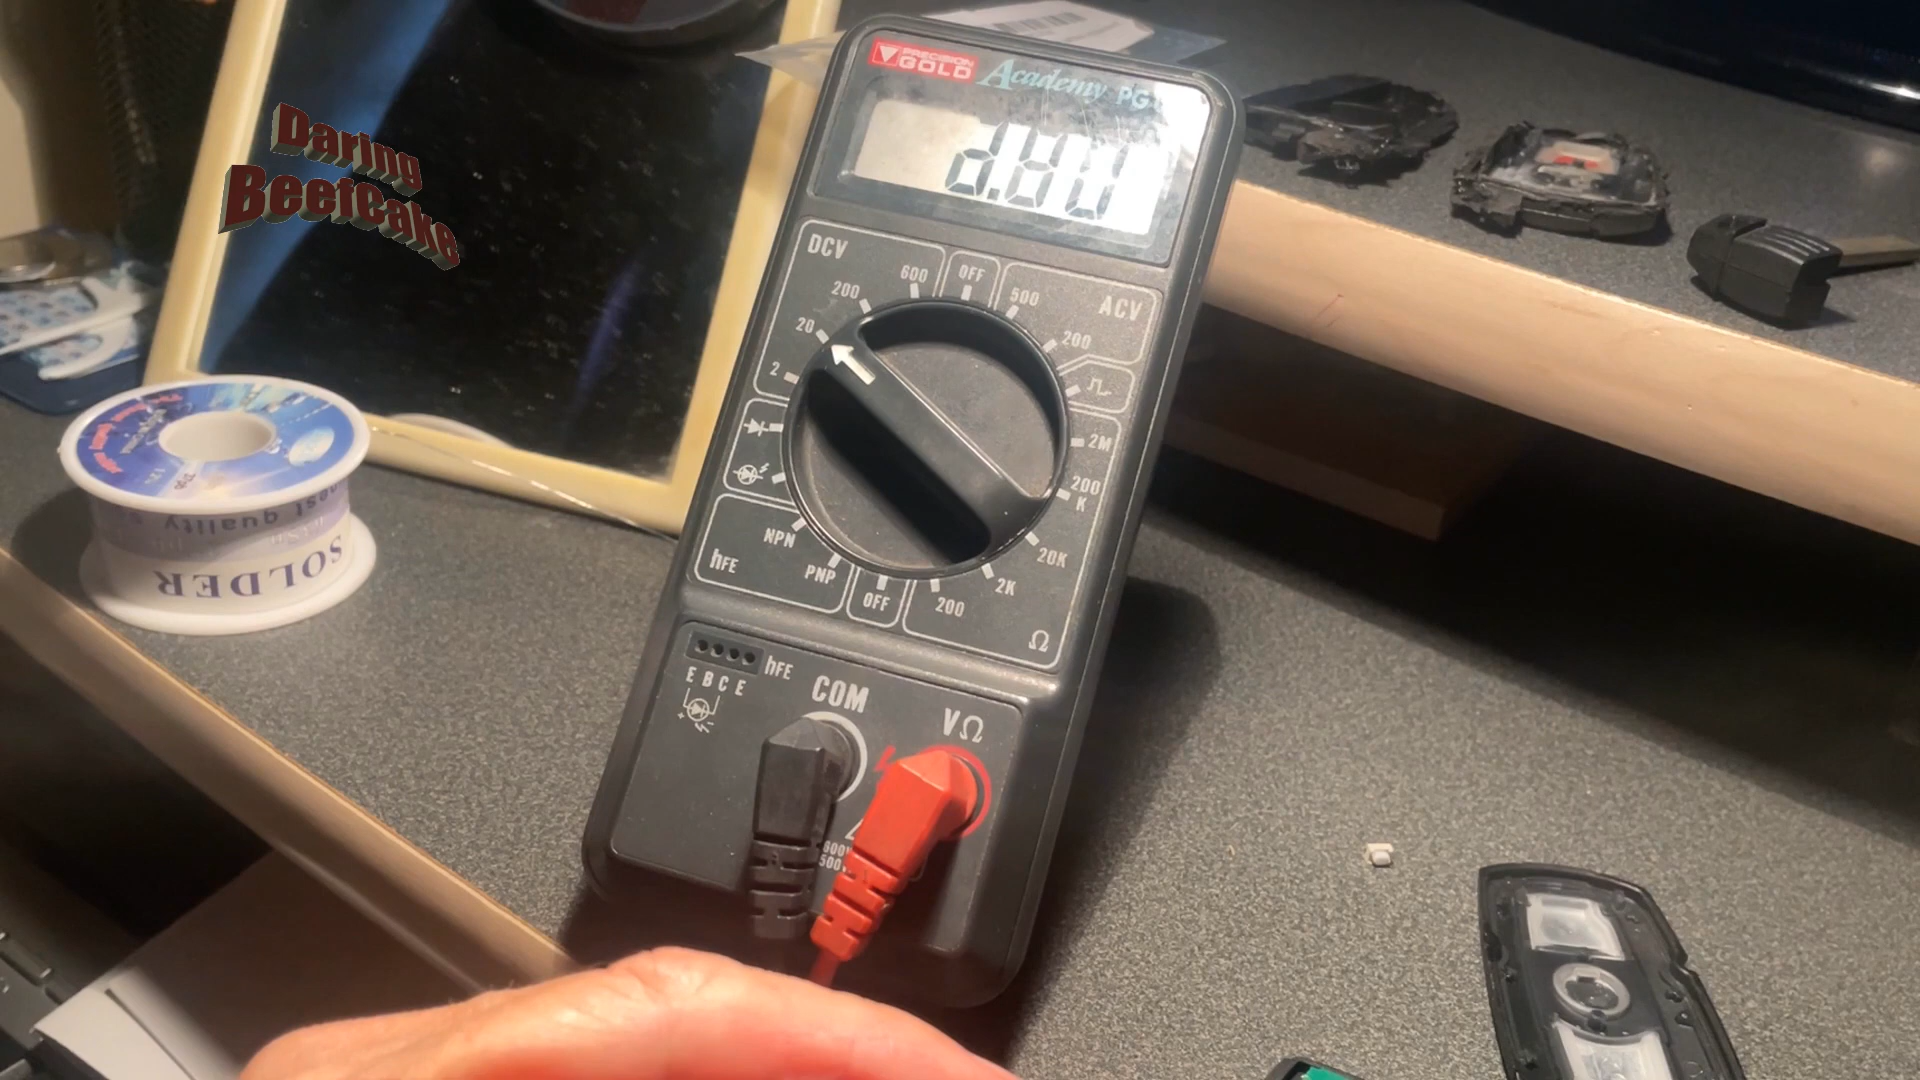 Daring
BeefCake
PRECISION
GOLD
Academy PG
DCV
600
OFF
500
ACV
200
200
20
2
2M
200
K
20K
2K
200
Ω
OFF
NPN
PNP
hFE
hFE
E B C E
COM
VΩ
SOLDER